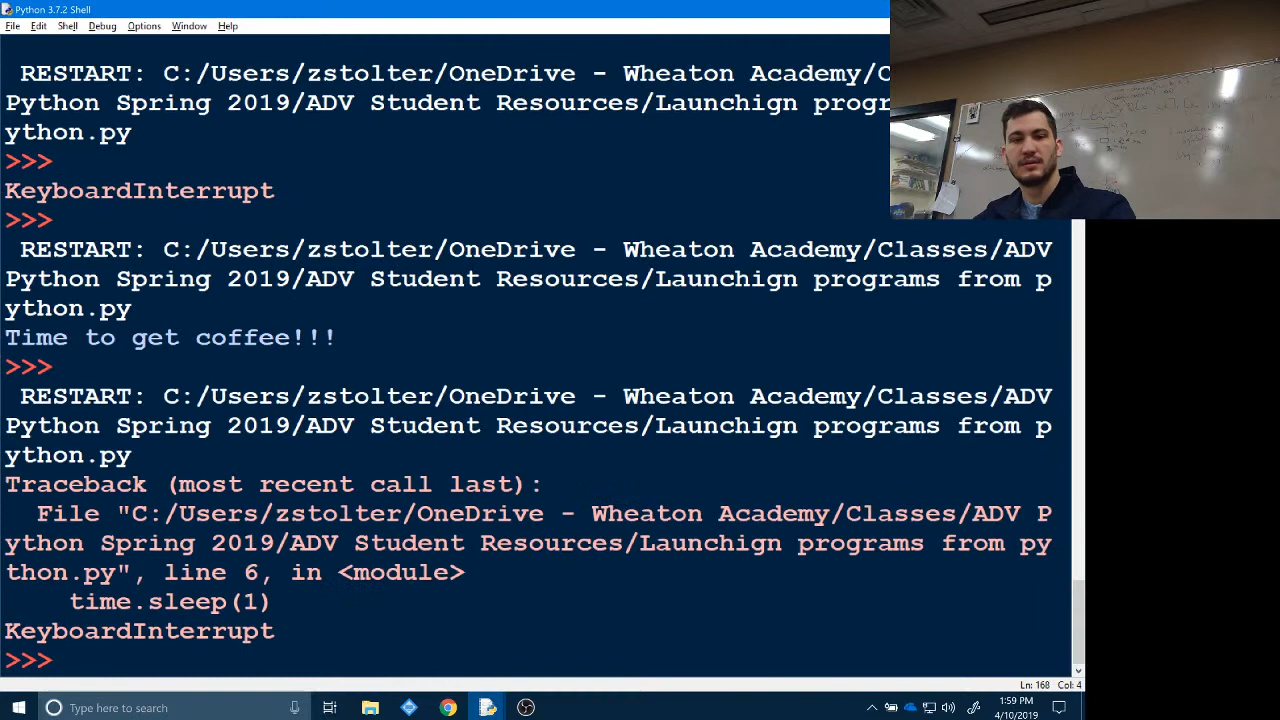 Python 3.7.2 Shell
File Edit Shell Debug Options Window Help
RESTART: C:/Users/zstolter/OneDrive - Wheaton Academy/C
Python Spring 2019/ADV Student Resources/Launchign progr
ython.py
>>>
KeyboardInterrupt
>>>
RESTART: C:/Users/zstolter/OneDrive - Wheaton Academy/Classes/ADV
Python Spring 2019/ADV Student Resources/Launchign programs from p
ython.py
Time to get coffee!!!
>>>
RESTART: C:/Users/zstolter/OneDrive - Wheaton Academy/Classes/ADV
Python Spring 2019/ADV Student Resources/Launchign programs from p
ython.py
Traceback (most recent call last):
File "C:/Users/zstolter/OneDrive - Wheaton Academy/Classes/ADV P
ython Spring 2019/ADV Student Resources/Launchign programs from py
thon.py", line 6, in <module>
time.sleep(1)
KeyboardInterrupt
>>>
Ln: 168 Col: 4
Type here to search
1:59 PM
4/10/2019